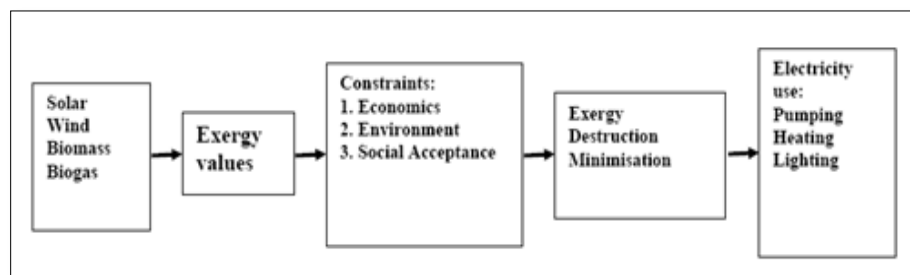 Solar
Wind
Biomass
Biogas
Exergy
values
Constraints:
1. Economics
2. Environment
3. Social Acceptance
Exergy
Destruction
Minimisation
Electricity
use:
Pumping
Heating
Lighting